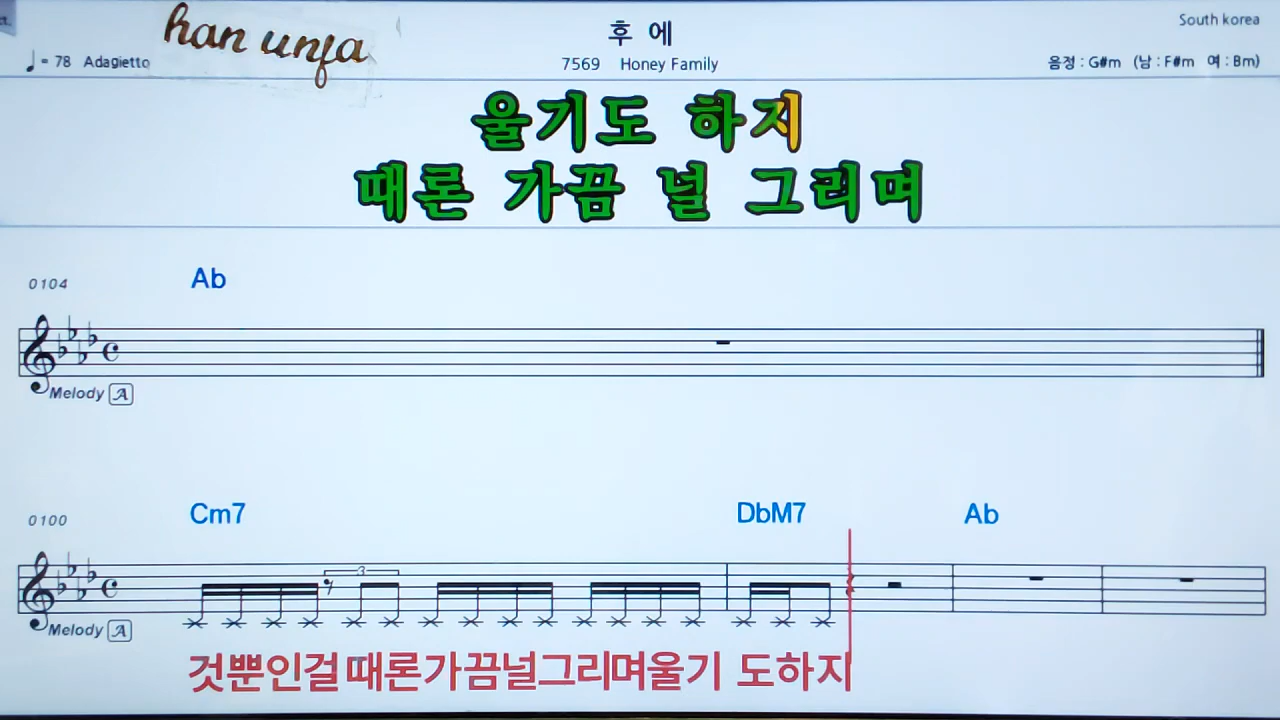 ct.
han unja
후 에
South korea
♩ = 78 Adagietto
7569 Honey Family
음정 : G#m (남 : F#m 여 : Bm)
울기도 하지
때론 가끔 널 그리며
0104
Ab
Melody A
Cm7 DbM7 Ab
0100
3
Melody A
것뿐인걸때론가끔널그리며울기 도하지